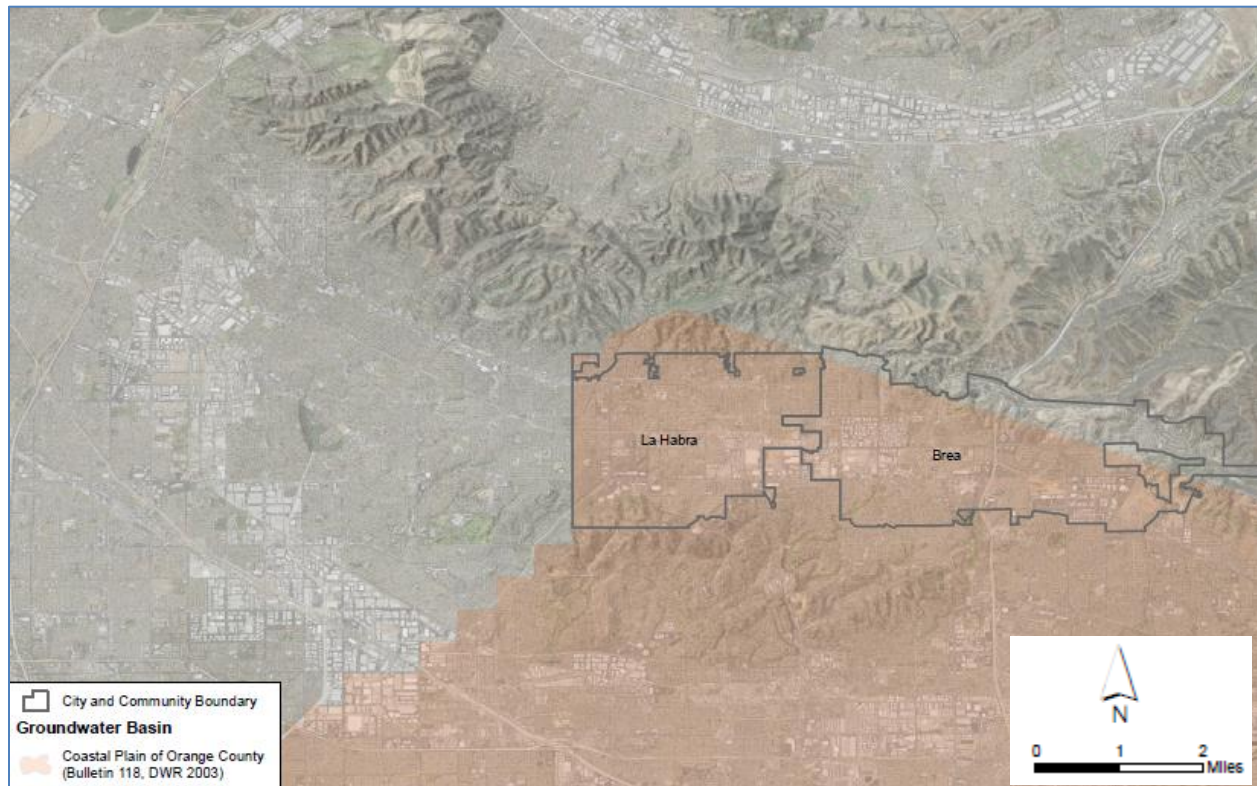 La Habra
Brea
City and Community Boundary
Groundwater Basin
Coastal Plain of Orange County
(Bulletin 118, DWR 2003)
N
0 1 2
Miles